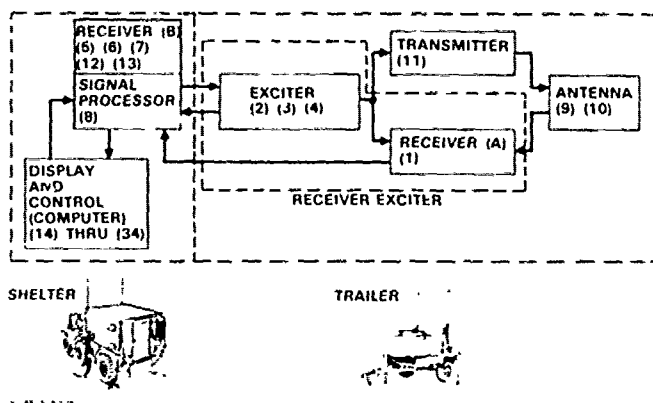 RECEIVER (B)
(5) (6) (7)
(12) (13)
SIGNAL
PROCESSOR
(8)
EXCITER
(2) (3) (4)
TRANSMITTER
(11)
ANTENNA
(9) (10)
RECEIVER (A)
(1)
DISPLAY
AND
CONTROL
(COMPUTER)
(14) THRU (34)
RECEIVER EXCITER
SHELTER
TRAILER